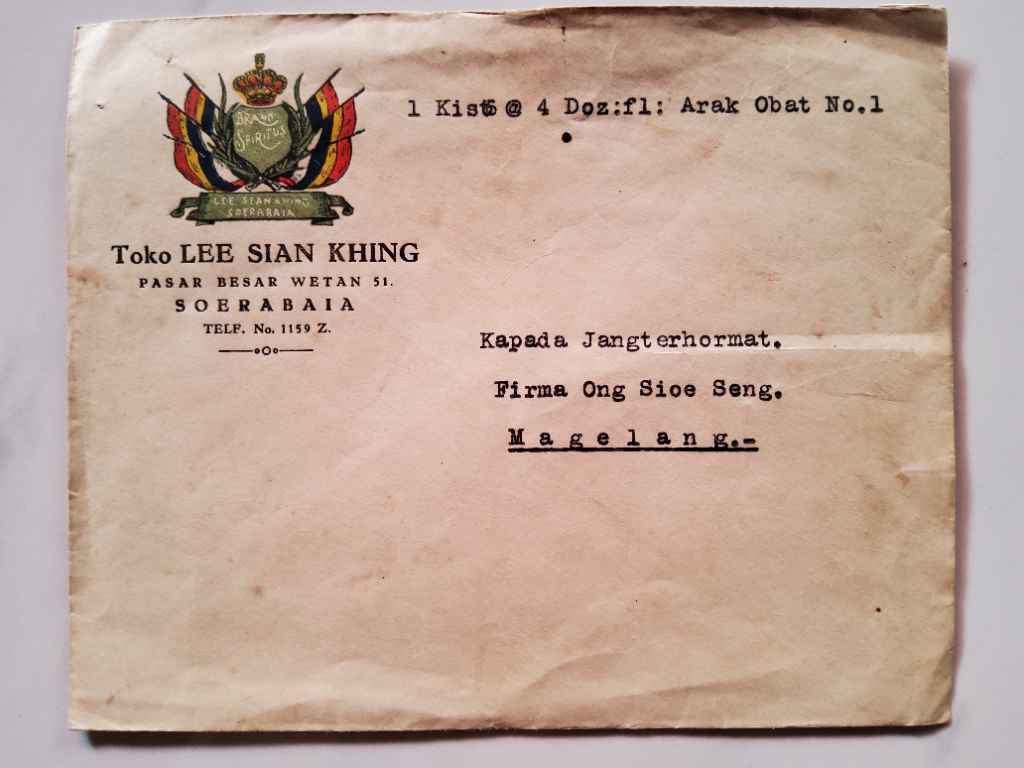 BRAND
SPIRITUS
LEE SIAN KHING
SOERABAIA
Toko LEE SIAN KHING
PASAR BESAR WETAN 51.
SOERABAIA
TELF. No. 1159 Z.
1 Kist @ 4 Doz:fl: Arak Obat No.1
Kapada Jangterhormat.
Firma Ong Sioe Seng.
Magelang.-